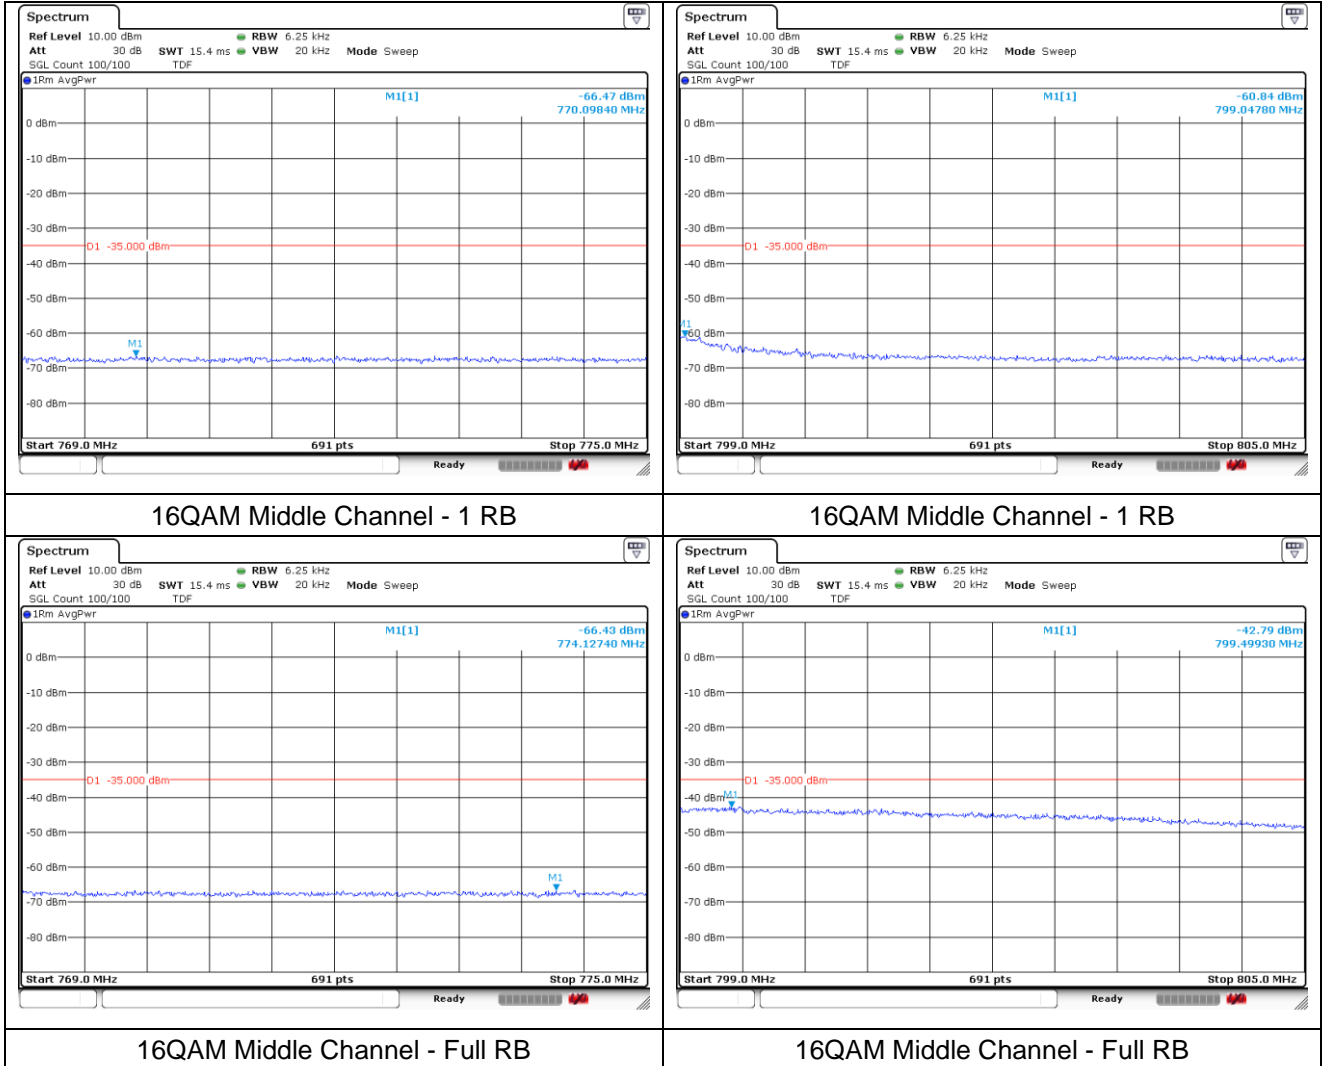 Spectrum
Ref Level 10.00 dBm RBW 6.25 kHz
Att 30 dB SWT 15.4 ms VBW 20 kHz Mode Sweep
SGL Count 100/100 TDF
1Rm AvgPwr
M1[1] -66.47 dBm
770.09840 MHz
0 dBm
-10 dBm
-20 dBm
-30 dBm
D1 -35.000 dBm
-40 dBm
-50 dBm
-60 dBm
M1
-70 dBm
-80 dBm
Start 769.0 MHz 691 pts Stop 775.0 MHz
Ready
16QAM Middle Channel - 1 RB
Spectrum
Ref Level 10.00 dBm RBW 6.25 kHz
Att 30 dB SWT 15.4 ms VBW 20 kHz Mode Sweep
SGL Count 100/100 TDF
1Rm AvgPwr
M1[1] -60.84 dBm
799.04780 MHz
0 dBm
-10 dBm
-20 dBm
-30 dBm
D1 -35.000 dBm
-40 dBm
-50 dBm
M1
-60 dBm
-70 dBm
-80 dBm
Start 799.0 MHz 691 pts Stop 805.0 MHz
Ready
16QAM Middle Channel - 1 RB
Spectrum
Ref Level 10.00 dBm RBW 6.25 kHz
Att 30 dB SWT 15.4 ms VBW 20 kHz Mode Sweep
SGL Count 100/100 TDF
1Rm AvgPwr
M1[1] -66.43 dBm
774.12740 MHz
0 dBm
-10 dBm
-20 dBm
-30 dBm
D1 -35.000 dBm
-40 dBm
-50 dBm
-60 dBm
M1
-70 dBm
-80 dBm
Start 769.0 MHz 691 pts Stop 775.0 MHz
Ready
16QAM Middle Channel - Full RB
Spectrum
Ref Level 10.00 dBm RBW 6.25 kHz
Att 30 dB SWT 15.4 ms VBW 20 kHz Mode Sweep
SGL Count 100/100 TDF
1Rm AvgPwr
M1[1] -42.79 dBm
799.49930 MHz
0 dBm
-10 dBm
-20 dBm
-30 dBm
D1 -35.000 dBm
-40 dBm M1
-50 dBm
-60 dBm
-70 dBm
-80 dBm
Start 799.0 MHz 691 pts Stop 805.0 MHz
Ready
16QAM Middle Channel - Full RB